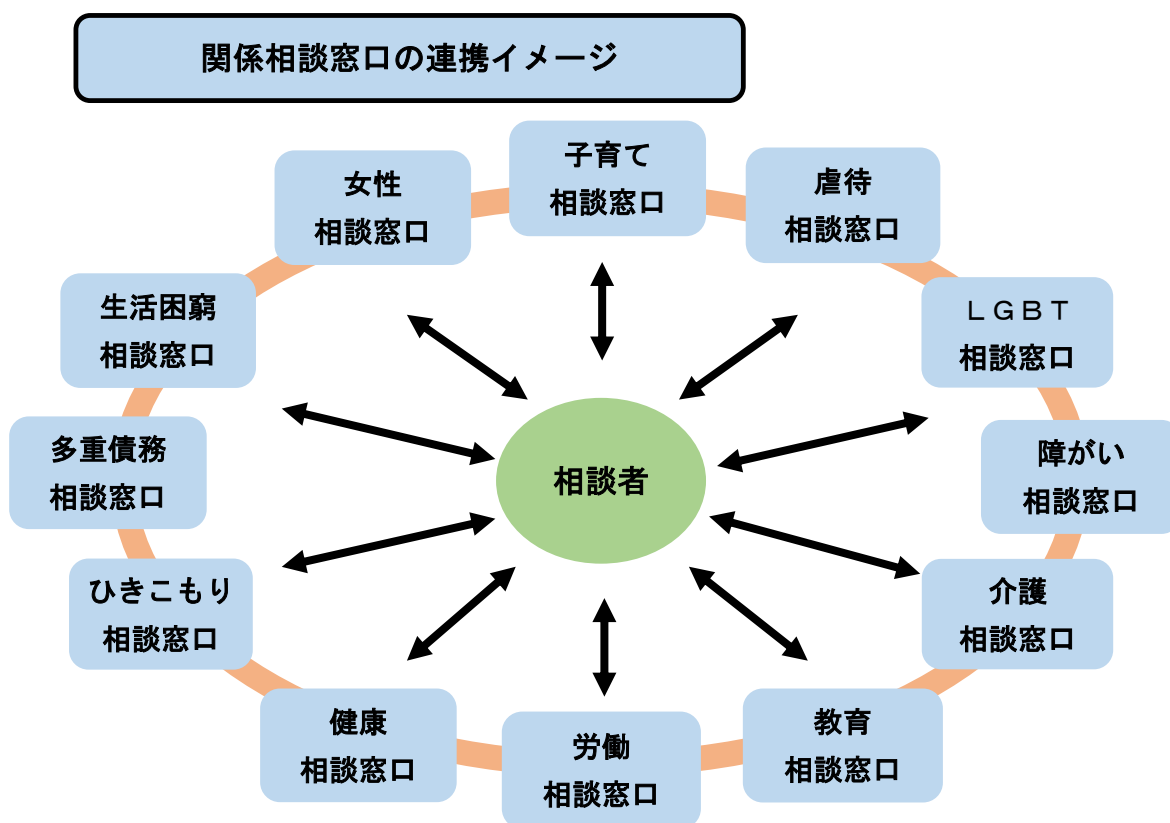 関係相談窓口の連携イメージ
子育て
相談窓口
女性
相談窓口
虐待
相談窓口
生活困窮
相談窓口
ＬＧＢＴ
相談窓口
多重債務
相談窓口
相談者
障がい
相談窓口
ひきこもり
相談窓口
介護
相談窓口
健康
相談窓口
労働
相談窓口
教育
相談窓口